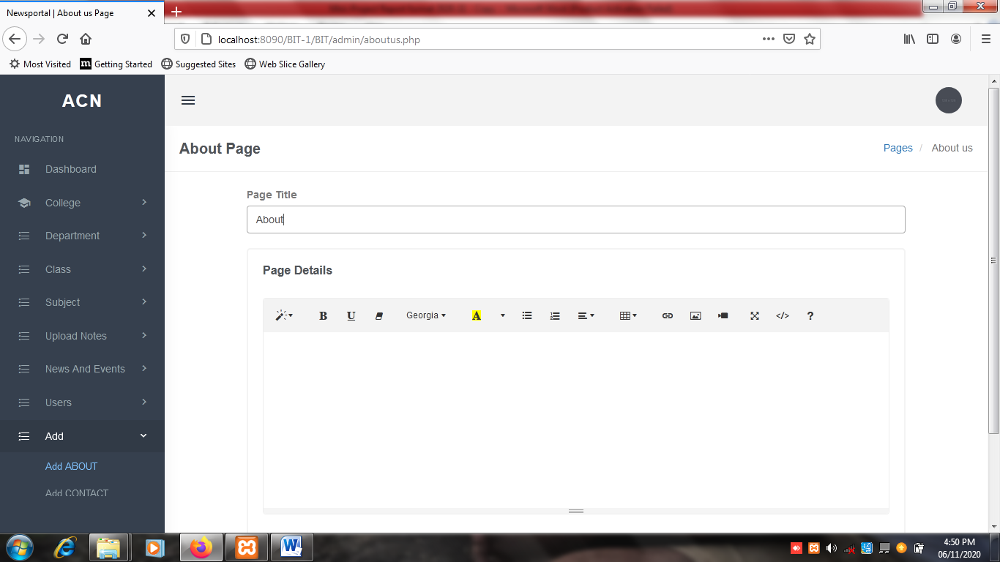 Newsportal | About us Page
localhost:8090/BIT-1/BIT/admin/aboutus.php
Most Visited
Getting Started
Suggested Sites
Web Slice Gallery
ACN
NAVIGATION
Dashboard
College
Department
Class
Subject
Upload Notes
News And Events
Users
Add
Add ABOUT
Add CONTACT
About Page
Pages / About us
Page Title
About
Page Details
B U Georgia A </> ?
4:50 PM
06/11/2020